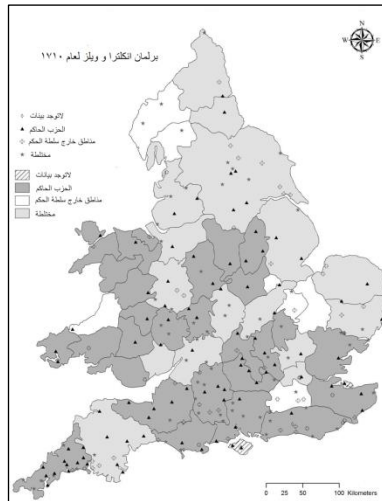 N
W E
S
برلمان انكلترا و ويلز لعام ١٧١٠
لاتوجد بينات
الحزب الحاكم
مناطق خارج سلطة الحكم
مختلطة
لاتوجد بيانات
الحزب الحاكم
مناطق خارج سلطة الحكم
مختلطة
0 25 50 100 Kilometers